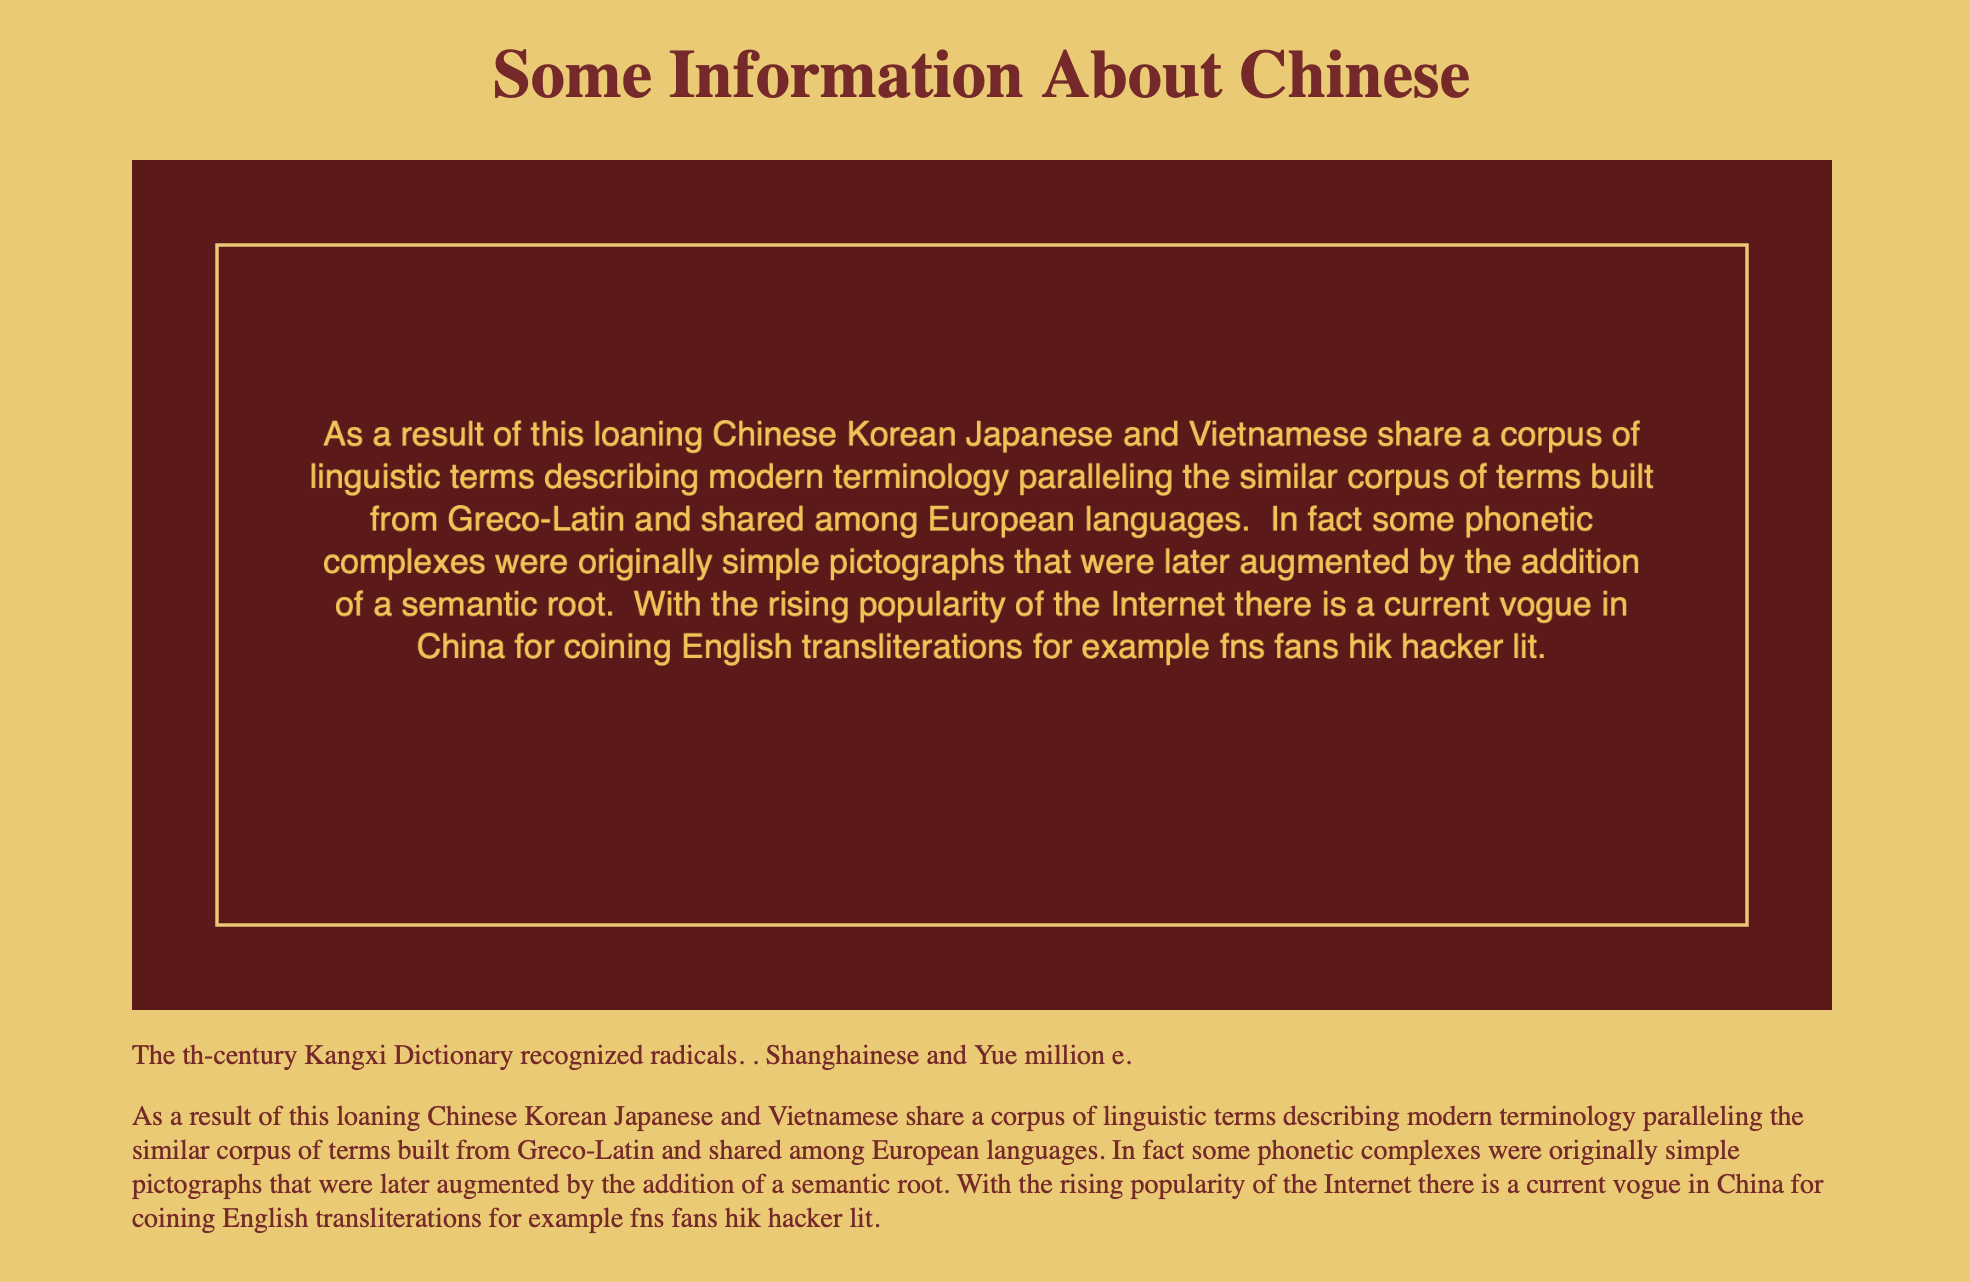 Some Information About Chinese
As a result of this loaning Chinese Korean Japanese and Vietnamese share a corpus of
linguistic terms describing modern terminology paralleling the similar corpus of terms built
from Greco-Latin and shared among European languages.  In fact some phonetic
complexes were originally simple pictographs that were later augmented by the addition
of a semantic root.  With the rising popularity of the Internet there is a current vogue in
China for coining English transliterations for example fns fans hik hacker lit.
The th-century Kangxi Dictionary recognized radicals. . Shanghainese and Yue million e.
As a result of this loaning Chinese Korean Japanese and Vietnamese share a corpus of linguistic terms describing modern terminology paralleling the
similar corpus of terms built from Greco-Latin and shared among European languages. In fact some phonetic complexes were originally simple
pictographs that were later augmented by the addition of a semantic root. With the rising popularity of the Internet there is a current vogue in China for
coining English transliterations for example fns fans hik hacker lit.